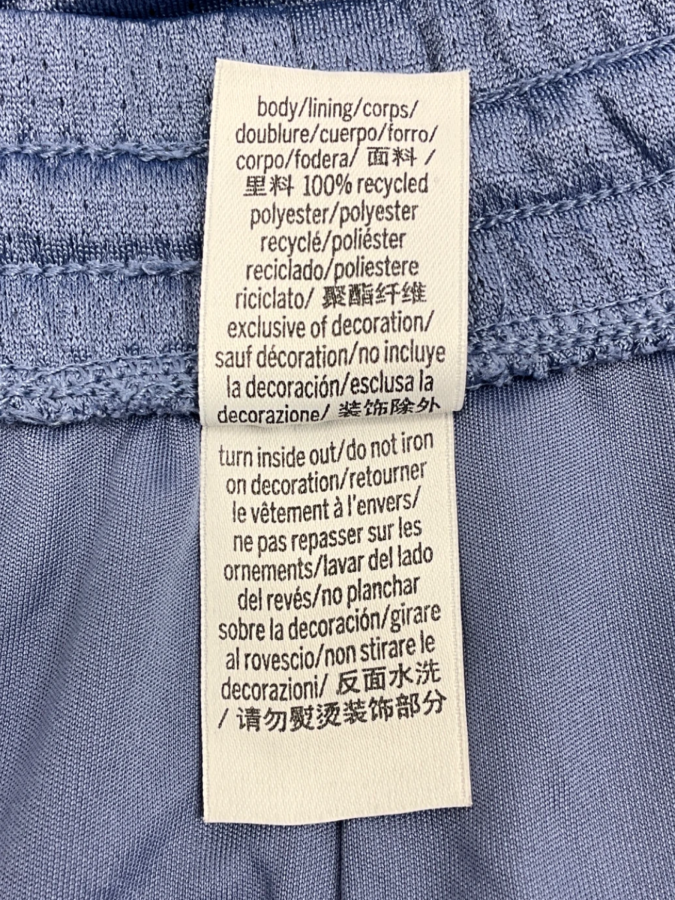 body/lining/corps/
doublure/cuerpo/forro/
corpo/fodera/ 面料 /
里料 100% recycled
polyester/polyester
recyclé/poliéster
reciclado/poliestere
riciclato/ 聚酯纤维
exclusive of decoration/
sauf décoration/no incluye
la decoración/esclusa la
decorazione/ 装饰除外
turn inside out/do not iron
on decoration/retourner
le vêtement à l'envers/
ne pas repasser sur les
ornements/lavar del lado
del revés/no planchar
sobre la decoración/girare
al rovescio/non stirare le
decorazioni/ 反面水洗
/ 请勿熨烫装饰部分